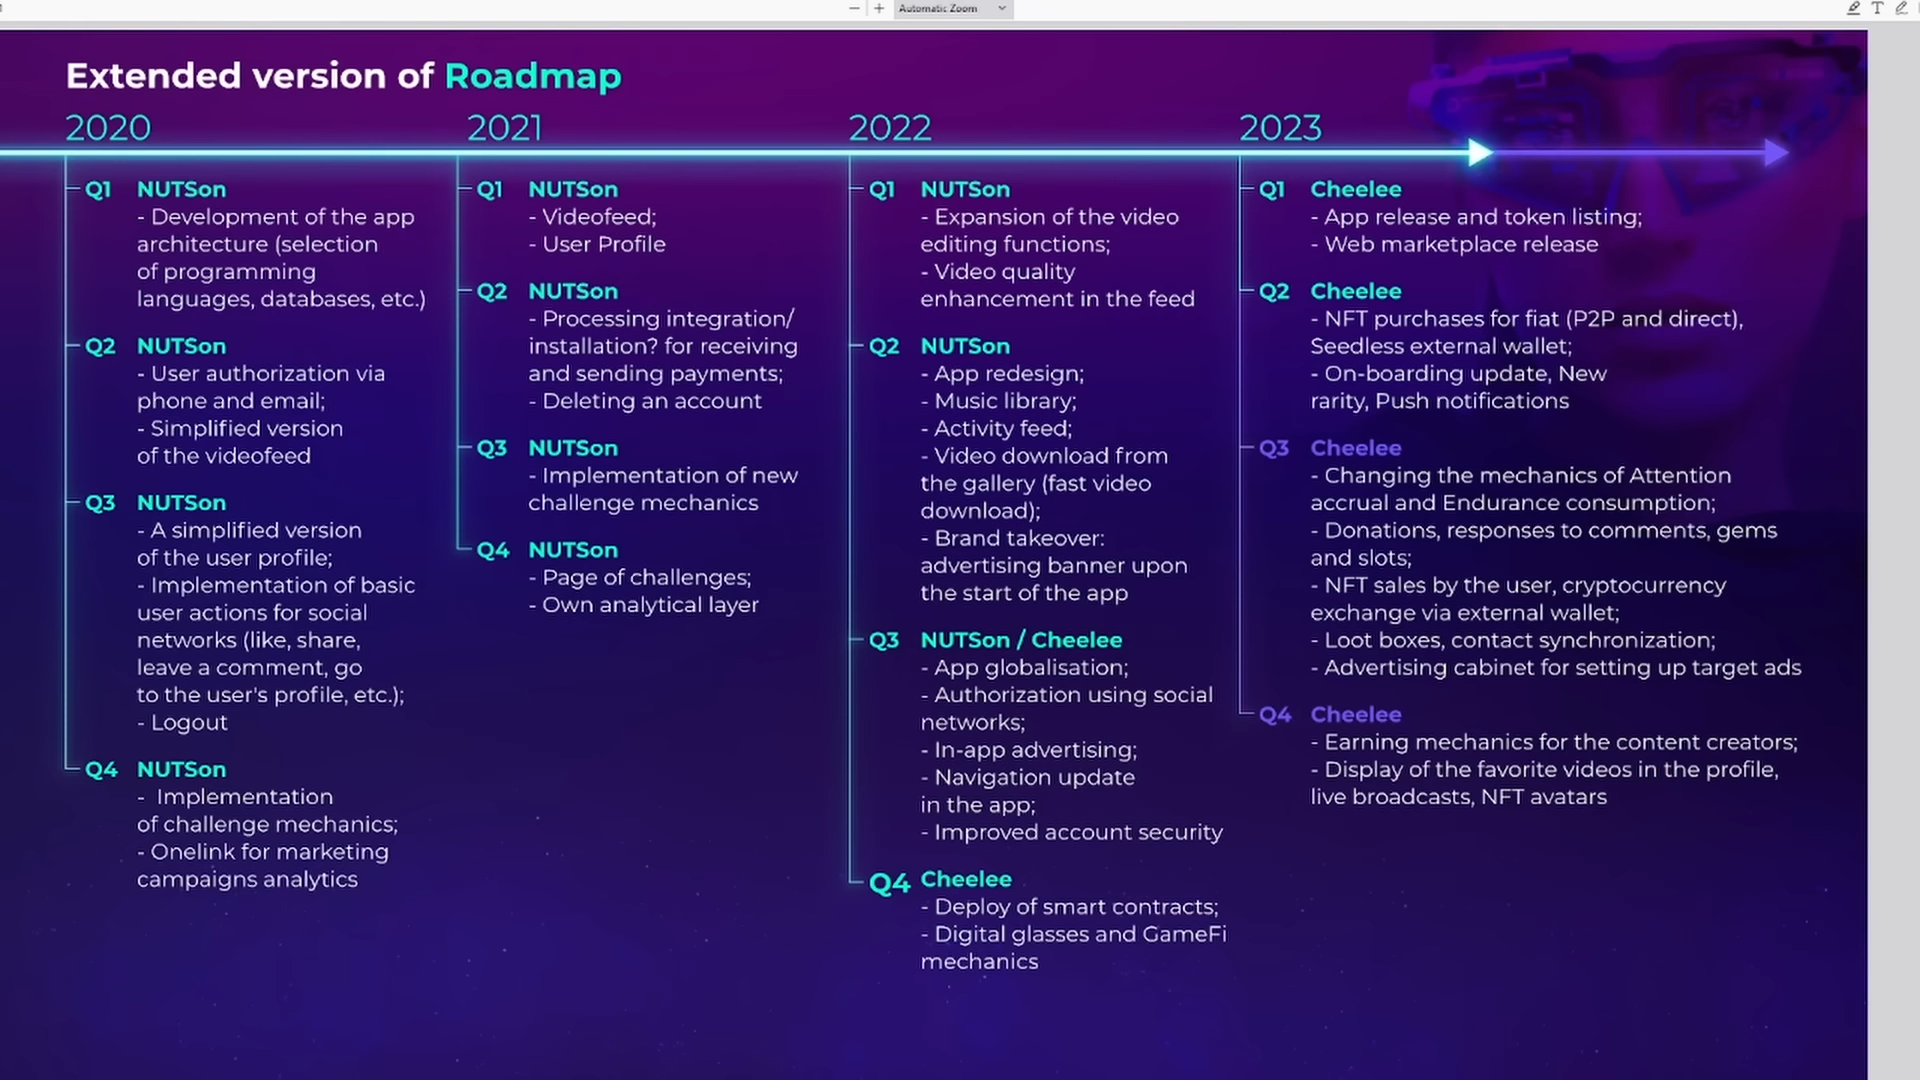 Automatic Zoom
Extended version of Roadmap
2020
Q1 NUTSon
- Development of the app
architecture (selection
of programming
languages, databases, etc.)
Q2 NUTSon
- User authorization via
phone and email;
- Simplified version
of the videofeed
Q3 NUTSon
- A simplified version
of the user profile;
- Implementation of basic
user actions for social
networks (like, share,
leave a comment, go
to the user's profile, etc.);
- Logout
Q4 NUTSon
- Implementation
of challenge mechanics;
- Onelink for marketing
campaigns analytics
2021
Q1 NUTSon
- Videofeed;
- User Profile
Q2 NUTSon
- Processing integration/
installation? for receiving
and sending payments;
- Deleting an account
Q3 NUTSon
- Implementation of new
challenge mechanics
Q4 NUTSon
- Page of challenges;
- Own analytical layer
2022
Q1 NUTSon
- Expansion of the video
editing functions;
- Video quality
enhancement in the feed
Q2 NUTSon
- App redesign;
- Music library;
- Activity feed;
- Video download from
the gallery (fast video
download);
- Brand takeover:
advertising banner upon
the start of the app
Q3 NUTSon / Cheelee
- App globalisation;
- Authorization using social
networks;
- In-app advertising;
- Navigation update
in the app;
- Improved account security
Q4 Cheelee
- Deploy of smart contracts;
- Digital glasses and GameFi
mechanics
2023
Q1 Cheelee
- App release and token listing;
- Web marketplace release
Q2 Cheelee
- NFT purchases for fiat (P2P and direct),
Seedless external wallet;
- On-boarding update, New
rarity, Push notifications
Q3 Cheelee
- Changing the mechanics of Attention
accrual and Endurance consumption;
- Donations, responses to comments, gems
and slots;
- NFT sales by the user, cryptocurrency
exchange via external wallet;
- Loot boxes, contact synchronization;
- Advertising cabinet for setting up target ads
Q4 Cheelee
- Earning mechanics for the content creators;
- Display of the favorite videos in the profile,
live broadcasts, NFT avatars